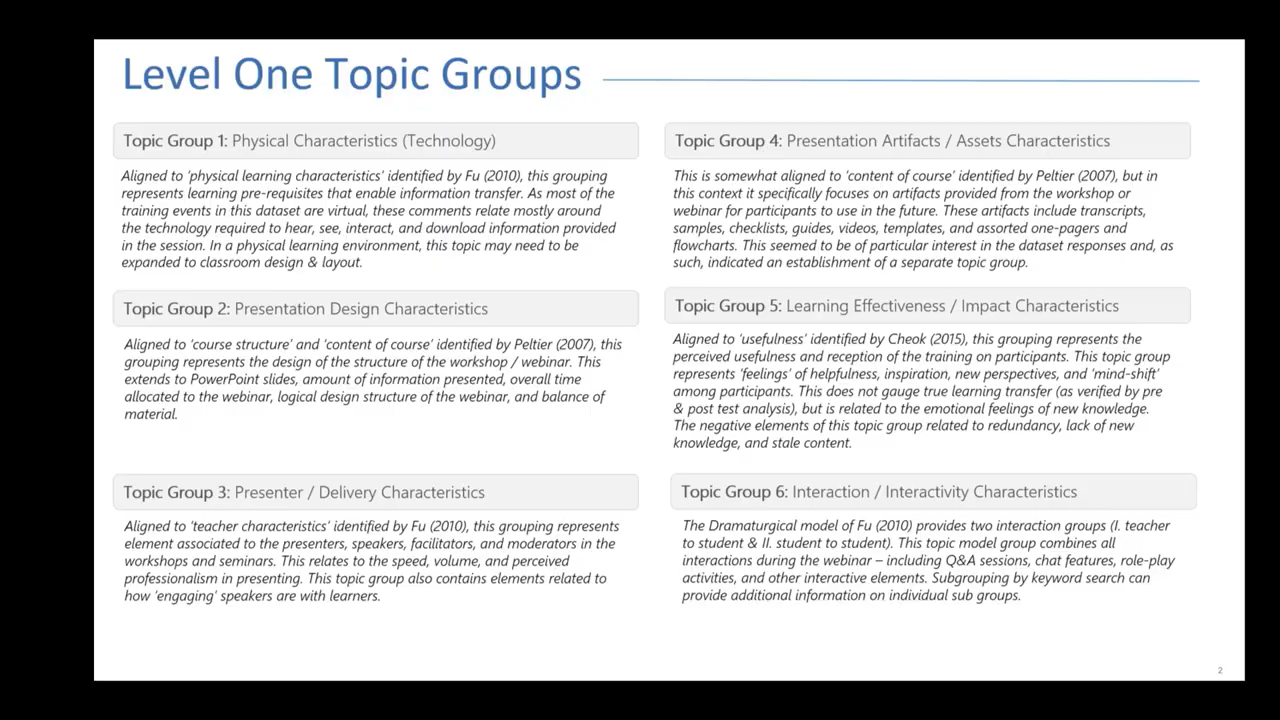 Level One Topic Groups
Topic Group 1: Physical Characteristics (Technology)
Aligned to ‘physical learning characteristics’ identified by Fu (2010), this grouping
represents learning pre-requisites that enable information transfer. As most of the
training events in this dataset are virtual, these comments relate mostly around
the technology required to hear, see, interact, and download information provided
in the session. In a physical learning environment, this topic may need to be
expanded to classroom design & layout.
Topic Group 2: Presentation Design Characteristics
Aligned to ‘course structure’ and ‘content of course’ identified by Peltier (2007), this
grouping represents the design of the structure of the workshop / webinar. This
extends to PowerPoint slides, amount of information presented, overall time
allocated to the webinar, logical design structure of the webinar, and balance of
material.
Topic Group 3: Presenter / Delivery Characteristics
Aligned to ‘teacher characteristics’ identified by Fu (2010), this grouping represents
element associated to the presenters, speakers, facilitators, and moderators in the
workshops and seminars. This relates to the speed, volume, and perceived
professionalism in presenting. This topic group also contains elements related to
how ‘engaging’ speakers are with learners.
Topic Group 4: Presentation Artifacts / Assets Characteristics
This is somewhat aligned to ‘content of course’ identified by Peltier (2007), but in
this context it specifically focuses on artifacts provided from the workshop or
webinar for participants to use in the future. These artifacts include transcripts,
samples, checklists, guides, videos, templates, and assorted one-pagers and
flowcharts. This seemed to be of particular interest in the dataset responses and, as
such, indicated an establishment of a separate topic group.
Topic Group 5: Learning Effectiveness / Impact Characteristics
Aligned to ‘usefulness’ identified by Cheok (2015), this grouping represents the
perceived usefulness and reception of the training on participants. This topic group
represents ‘feelings’ of helpfulness, inspiration, new perspectives, and ‘mind-shift’
among participants. This does not gauge true learning transfer (as verified by pre
& post test analysis), but is related to the emotional feelings of new knowledge.
The negative elements of this topic group related to redundancy, lack of new
knowledge, and stale content.
Topic Group 6: Interaction / Interactivity Characteristics
The Dramaturgical model of Fu (2010) provides two interaction groups (I. teacher
to student & II. student to student). This topic model group combines all
interactions during the webinar – including Q&A sessions, chat features, role-play
activities, and other interactive elements. Subgrouping by keyword search can
provide additional information on individual sub groups.
2